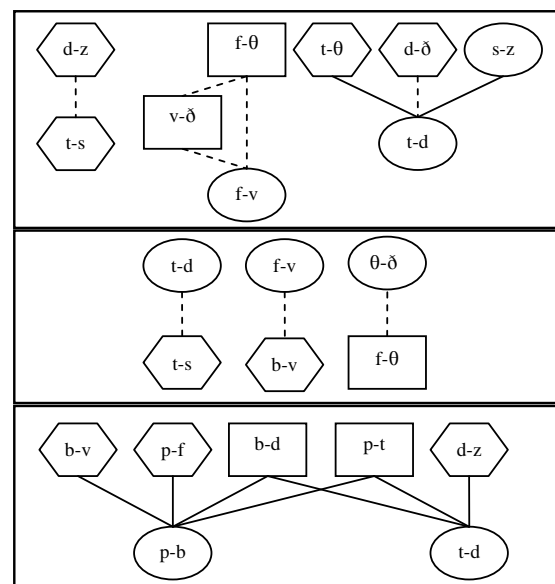 d-z f-θ t-θ d-ð s-z
v-ð
t-s t-d
f-v
t-d f-v θ-ð
t-s b-v f-θ
b-v p-f b-d p-t d-z
p-b t-d